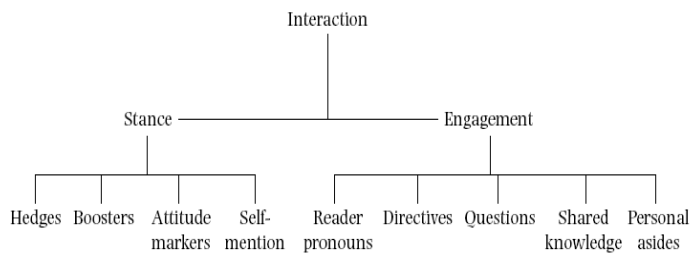 Interaction
Stance
Engagement
Hedges
Boosters
Attitude
markers
Self-
mention
Reader
pronouns
Directives
Questions
Shared
knowledge
Personal
asides